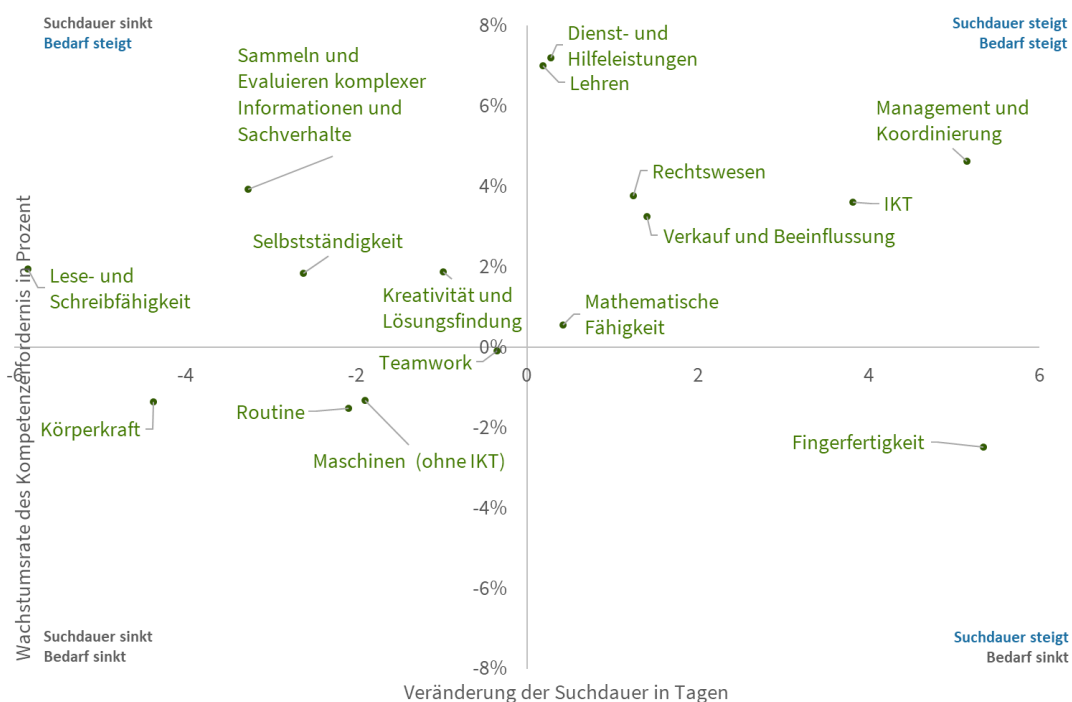 Suchdauer sinkt
Bedarf steigt
8%
Dienst- und
Hilfeleistungen
Lehren
Suchdauer steigt
Bedarf steigt
Sammeln und
Evaluieren komplexer
Informationen und
Sachverhalte
6%
Management und
Koordinierung
4%
Rechtswesen
IKT
Verkauf und Beeinflussung
Selbstständigkeit
2%
Lese- und
Schreibfähigkeit
Kreativität und
Lösungsfindung
Mathematische
Fähigkeit
0%
Teamwork
-6
-4
-2
0
2
4
6
Körperkraft
Routine
Maschinen (ohne IKT)
-2%
Fingerfertigkeit
-4%
-6%
Wachstumsrate des Kompetenzerfordernis in Prozent
Suchdauer sinkt
Bedarf sinkt
Suchdauer steigt
Bedarf sinkt
-8%
Veränderung der Suchdauer in Tagen